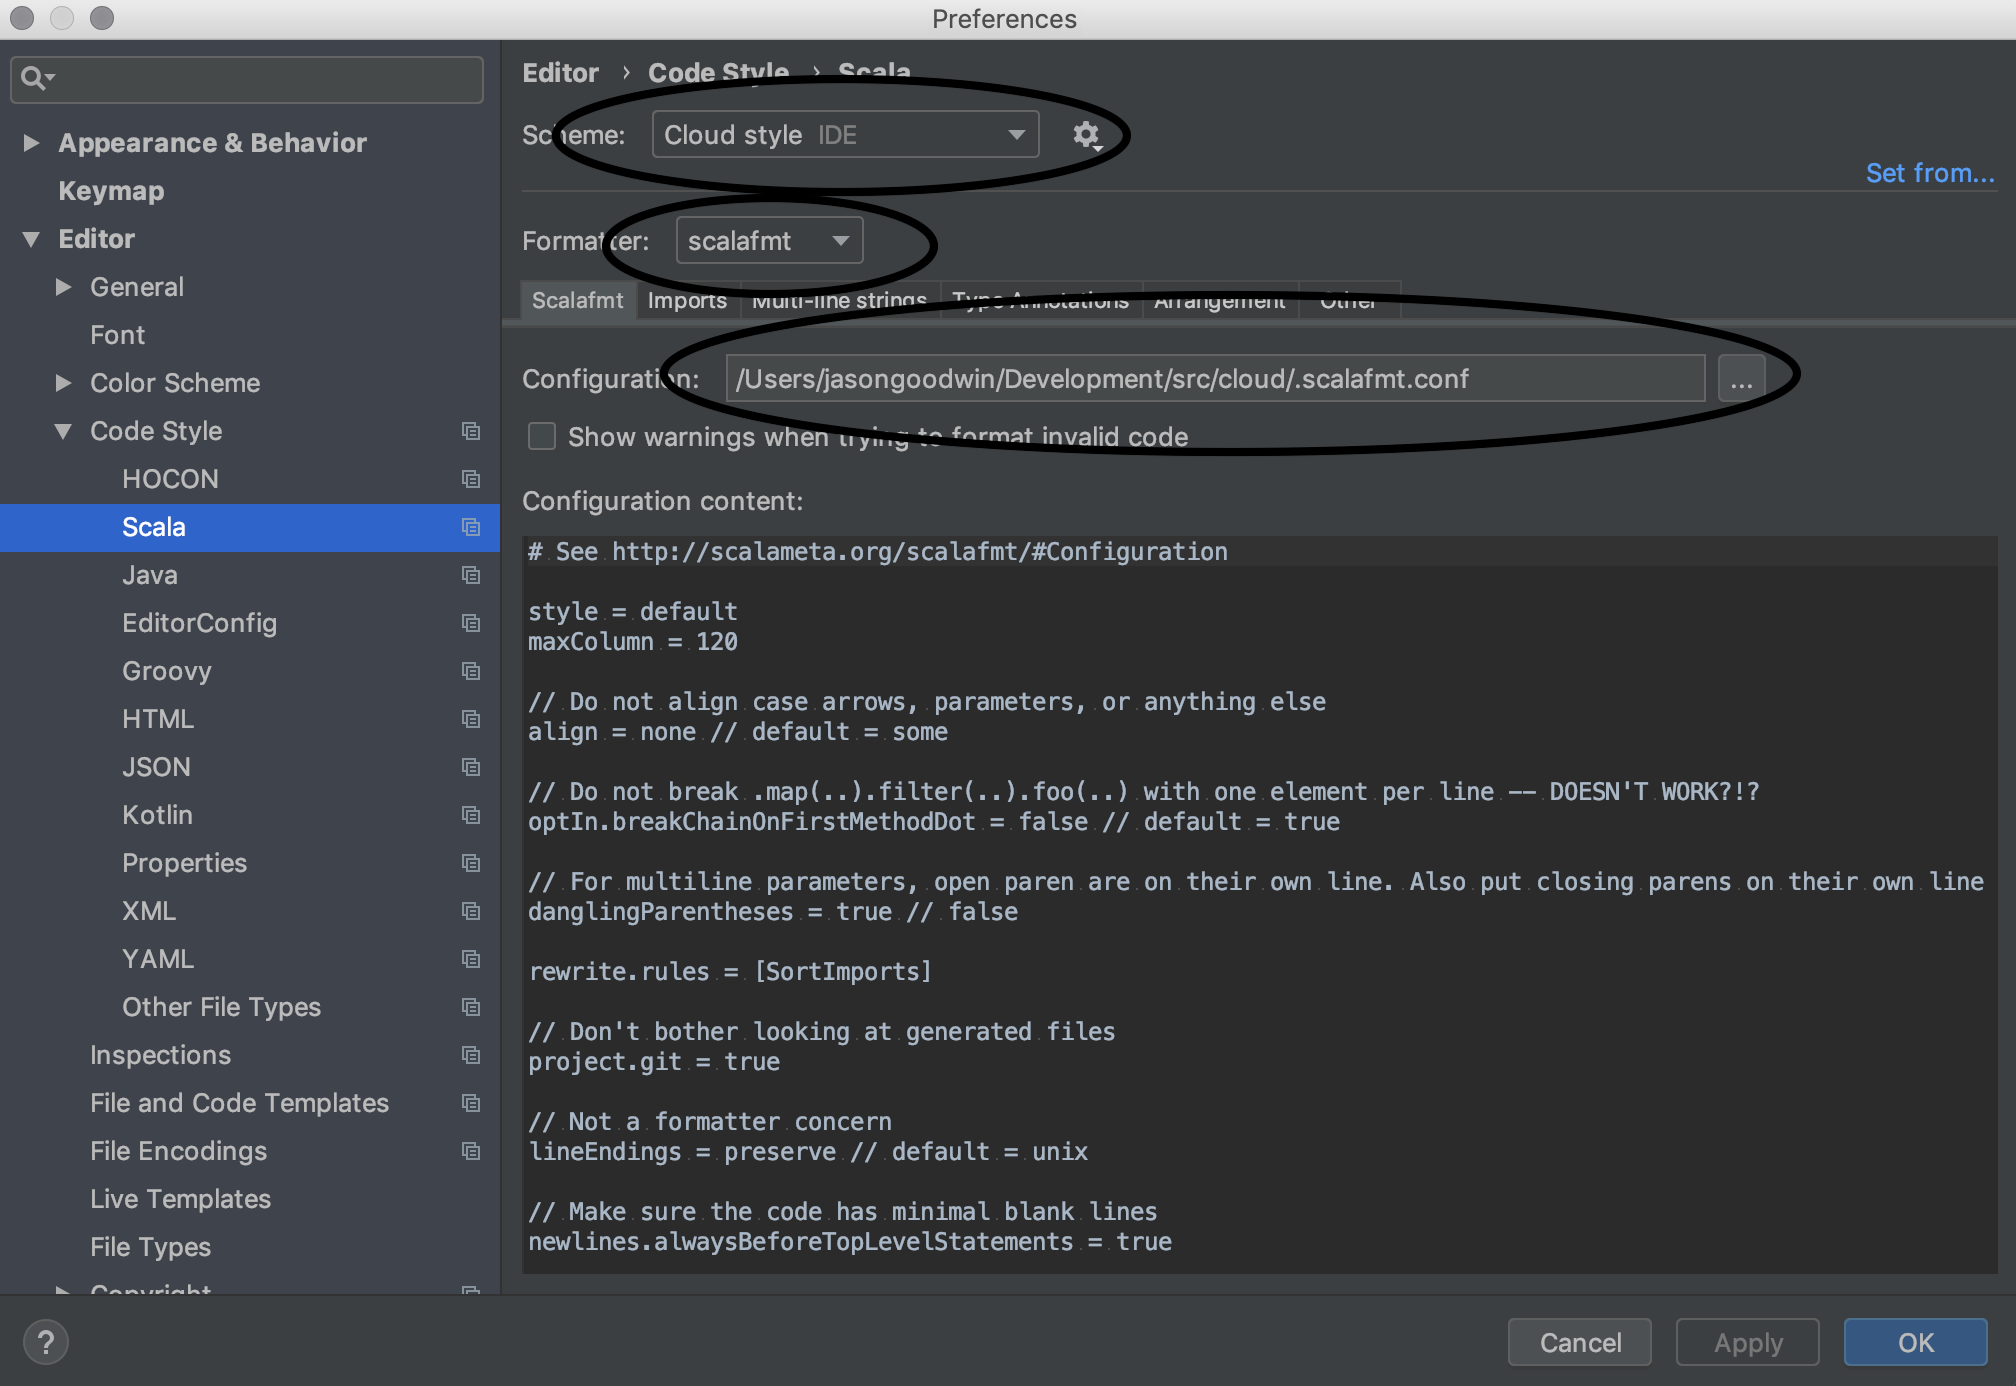 Preferences
Appearance & Behavior
Keymap
Editor
General
Font
Color Scheme
Code Style
HOCON
Scala
Java
EditorConfig
Groovy
HTML
JSON
Kotlin
Properties
XML
YAML
Other File Types
Inspections
File and Code Templates
File Encodings
Live Templates
File Types
Copyright
Editor › Code Style › Scala
Scheme: Cloud style IDE
Set from...
Formatter: scalafmt
Scalafmt Imports Multi-line strings Type Annotations Arrangement Other
Configuration: /Users/jasongoodwin/Development/src/cloud/.scalafmt.conf ...
Show warnings when trying to format invalid code
Configuration content:
# See http://scalameta.org/scalafmt/#Configuration
style = default
maxColumn = 120
// Do not align case arrows, parameters, or anything else
align = none // default = some
// Do not break .map(..).filter(..).foo(..) with one element per line -- DOESN'T WORK?!?
optIn.breakChainOnFirstMethodDot = false // default = true
// For multiline parameters, open paren are on their own line. Also put closing parens on their own line
danglingParentheses = true // false
rewrite.rules = [SortImports]
// Don't bother looking at generated files
project.git = true
// Not a formatter concern
lineEndings = preserve // default = unix
// Make sure the code has minimal blank lines
newlines.alwaysBeforeTopLevelStatements = true
? Cancel Apply OK